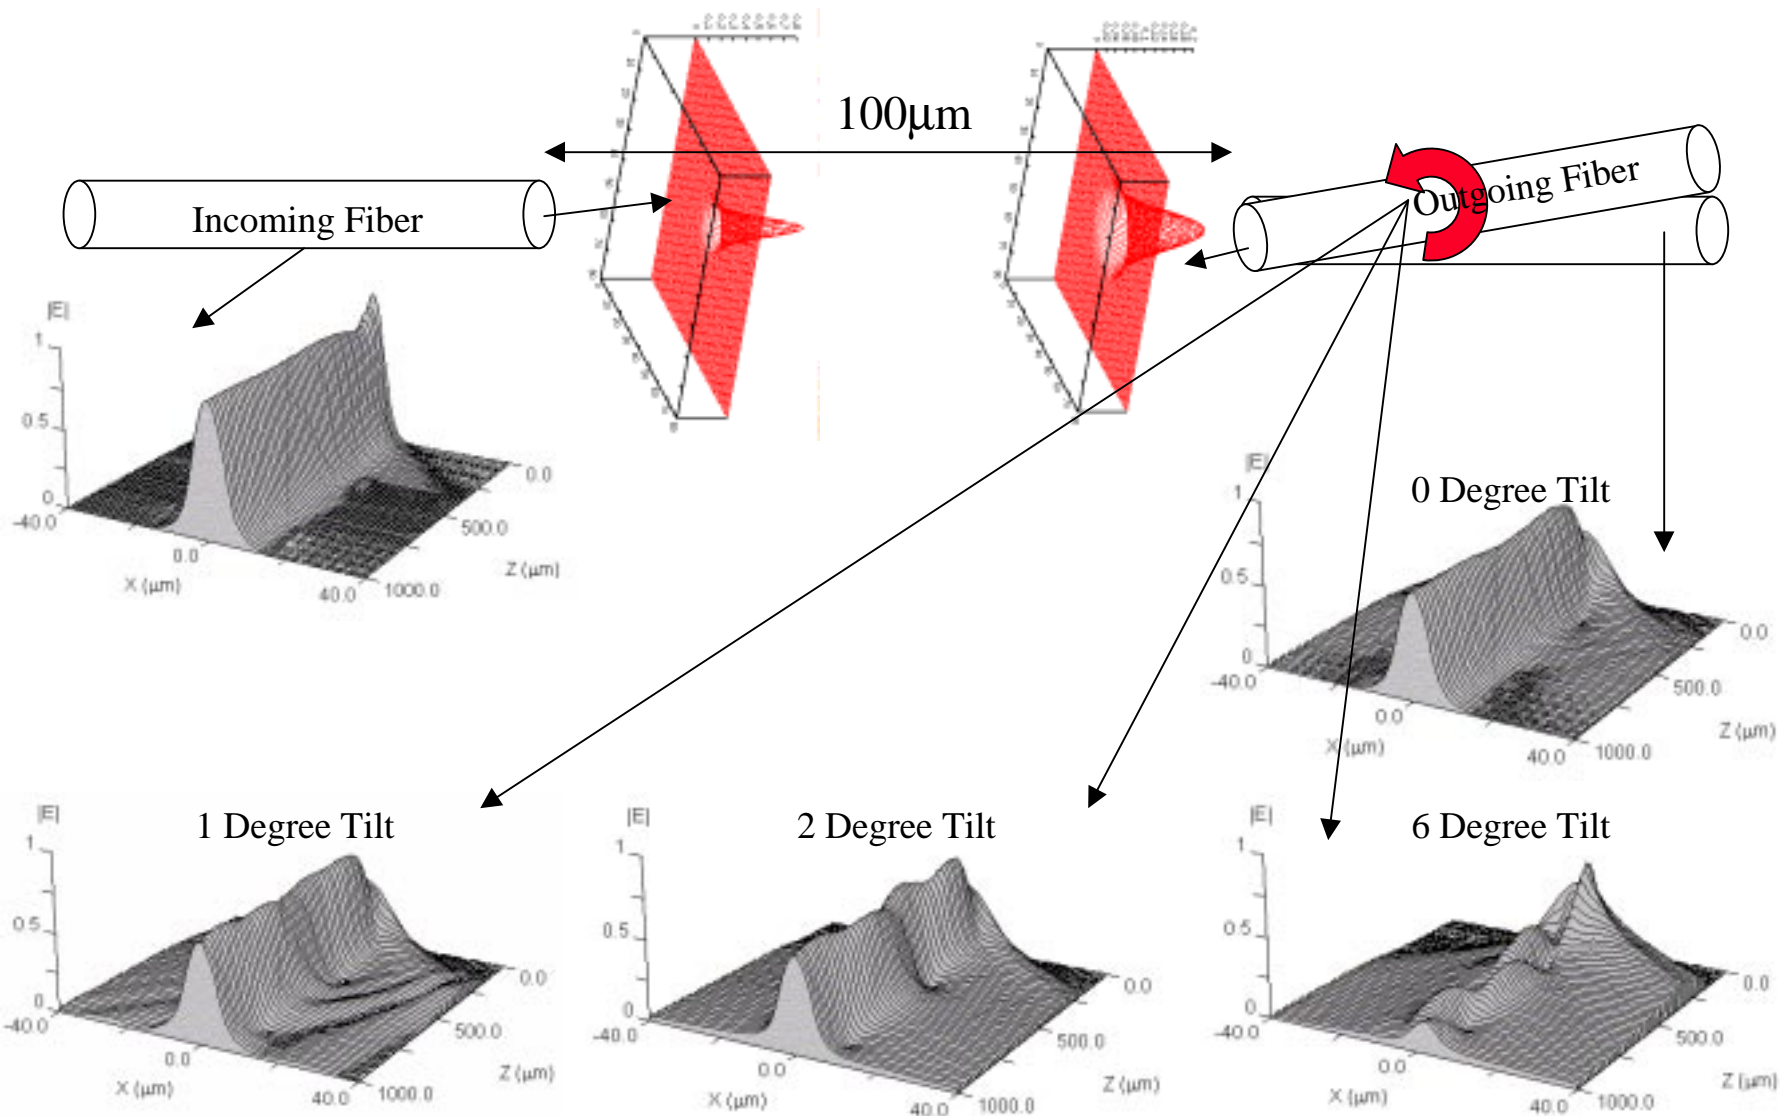 100μm
Incoming Fiber
Outgoing Fiber
|E|
1
0.5
0
-40.0
0.0
X (μm)
40.0
0.0
500.0
Z (μm)
1000.0
0 Degree Tilt
|E|
1
0.5
0
-40.0
0.0
X (μm)
40.0
0.0
500.0
Z (μm)
1000.0
1 Degree Tilt
|E|
1
0.5
0
-40.0
0.0
X (μm)
40.0
0.0
500.0
Z (μm)
1000.0
2 Degree Tilt
|E|
1
0.5
0
-40.0
0.0
X (μm)
40.0
0.0
500.0
Z (μm)
1000.0
6 Degree Tilt
|E|
1
0.5
0
-40.0
0.0
X (μm)
40.0
0.0
500.0
Z (μm)
1000.0